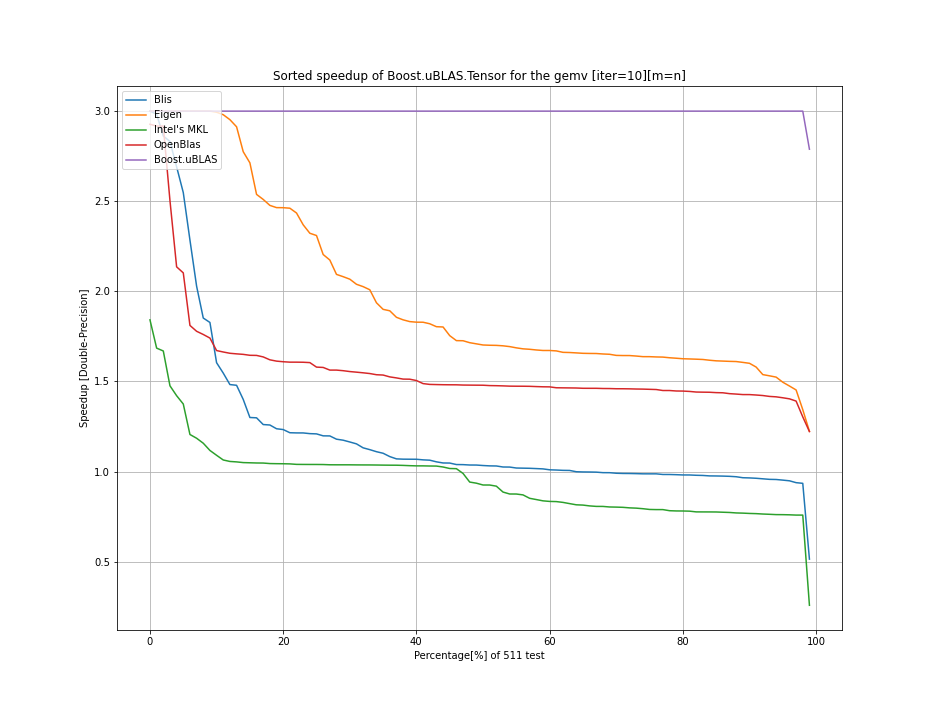 Sorted speedup of Boost.uBLAS.Tensor for the gemv [iter=10][m=n]
Blis
Eigen
Intel's MKL
OpenBlas
Boost.uBLAS
Speedup [Double-Precision]
3.0
2.5
2.0
1.5
1.0
0.5
0
20
40
60
80
100
Percentage[%] of 511 test